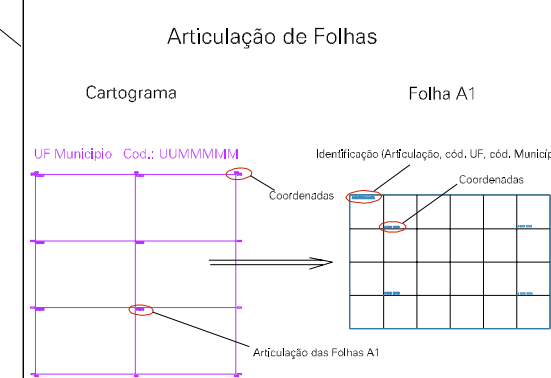 Articulação de Folhas
Cartograma
Folha A1
UF Municipio Cod.: UUMMMMM
Identificação (Articulação, cód. UF, cód. Municíp
Coordenadas
Coordenadas
Articulação das Folhas A1